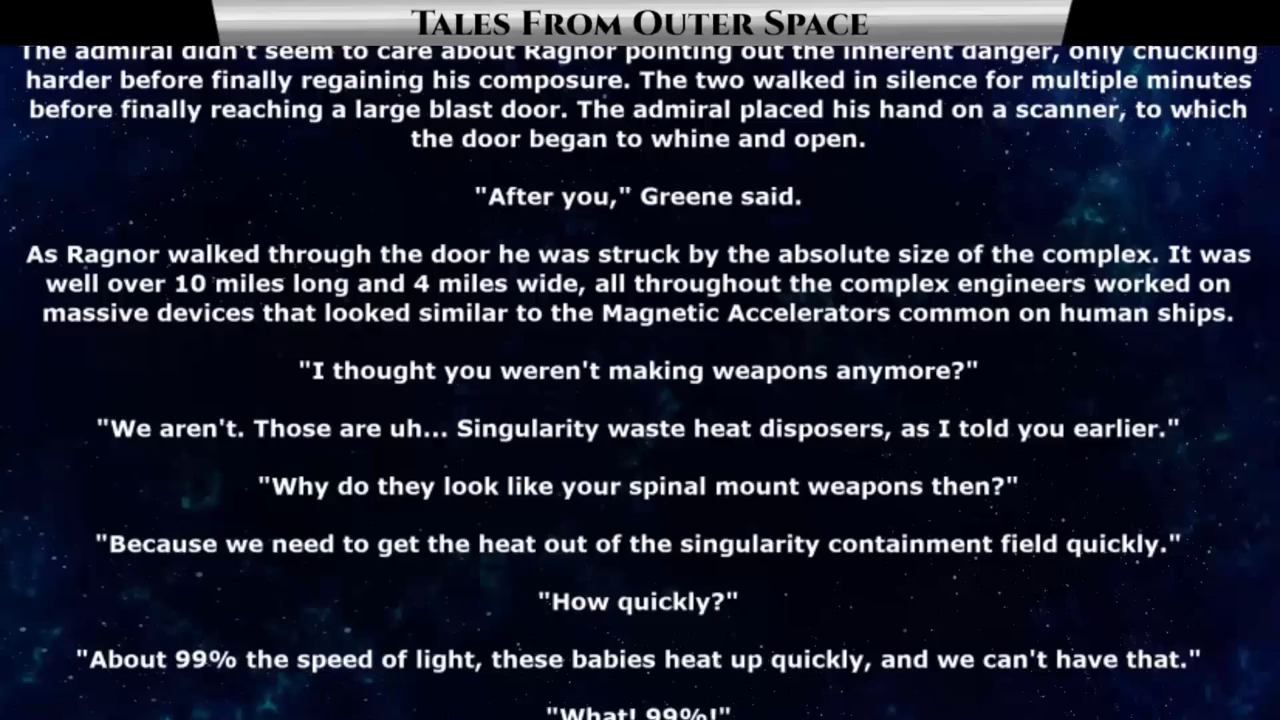 Tales From Outer Space
The admiral didn't seem to care about Ragnor pointing out the inherent danger, only chuckling
harder before finally regaining his composure. The two walked in silence for multiple minutes
before finally reaching a large blast door. The admiral placed his hand on a scanner, to which
the door began to whine and open.
"After you," Greene said.
As Ragnor walked through the door he was struck by the absolute size of the complex. It was
well over 10 miles long and 4 miles wide, all throughout the complex engineers worked on
massive devices that looked similar to the Magnetic Accelerators common on human ships.
"I thought you weren't making weapons anymore?"
"We aren't. Those are uh... Singularity waste heat disposers, as I told you earlier."
"Why do they look like your spinal mount weapons then?"
"Because we need to get the heat out of the singularity containment field quickly."
"How quickly?"
"About 99% the speed of light, these babies heat up quickly, and we can't have that."
"What! 99%!"